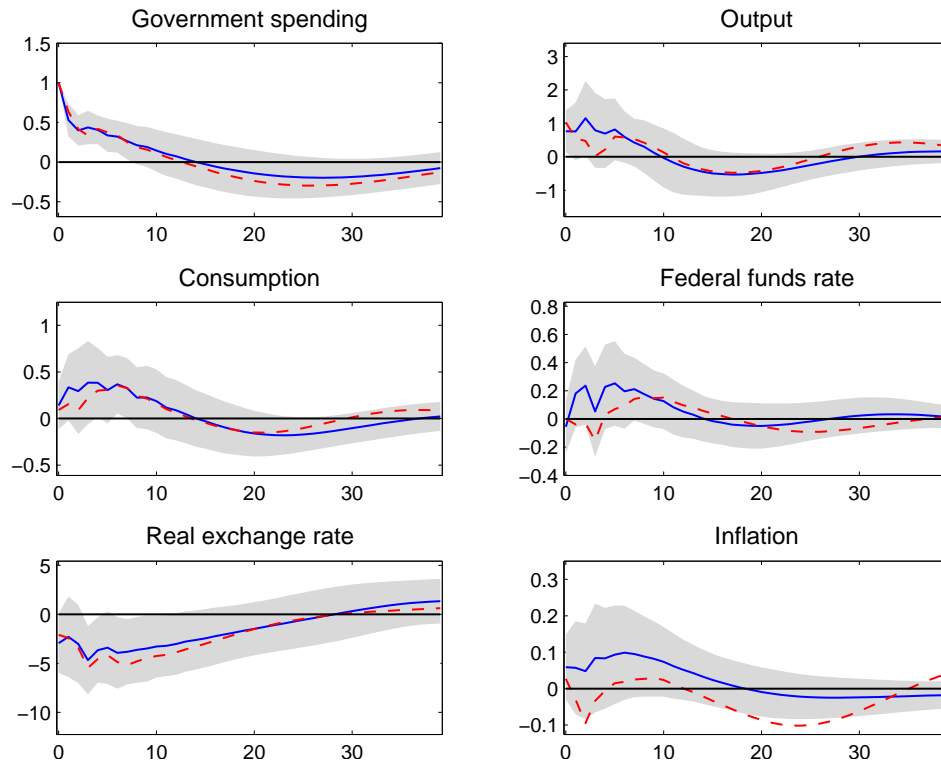 Government spending
1.5
1
0.5
0
−0.5
0 10 20 30
Output
3
2
1
0
−1
0 10 20 30
Consumption
1
0.5
0
−0.5
0 10 20 30
Federal funds rate
0.8
0.6
0.4
0.2
0
−0.2
−0.4
0 10 20 30
Real exchange rate
5
0
−5
−10
0 10 20 30
Inflation
0.3
0.2
0.1
0
−0.1
0 10 20 30